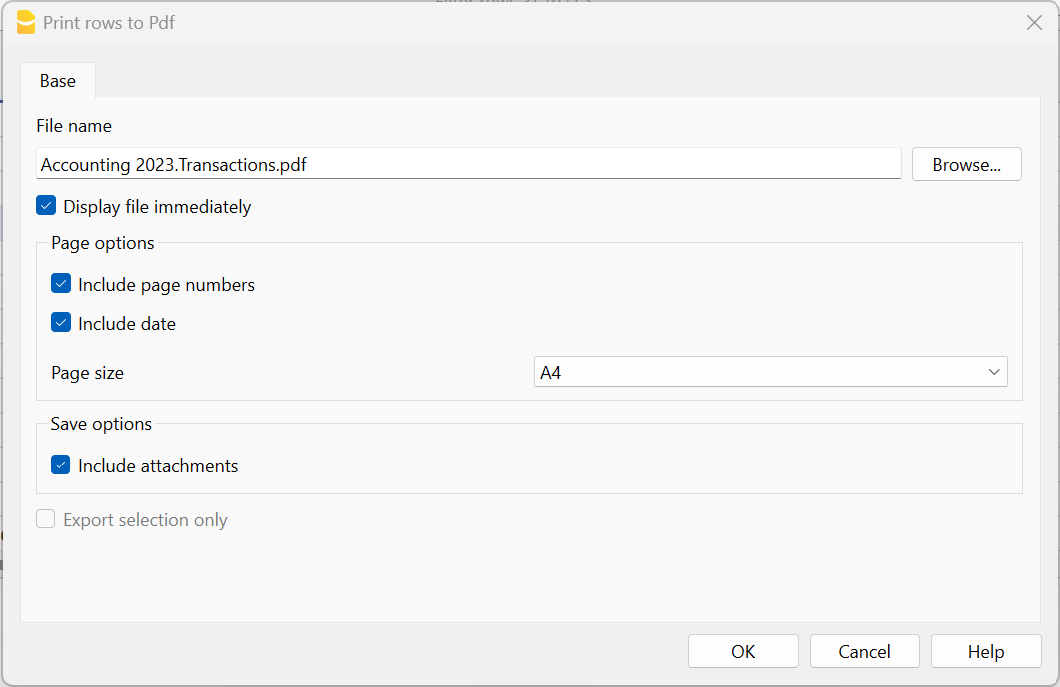 Print rows to Pdf
Base
File name
Accounting 2023.Transactions.pdf
Browse...
Display file immediately
Page options
Include page numbers
Include date
Page size
A4
Save options
Include attachments
Export selection only
OK
Cancel
Help